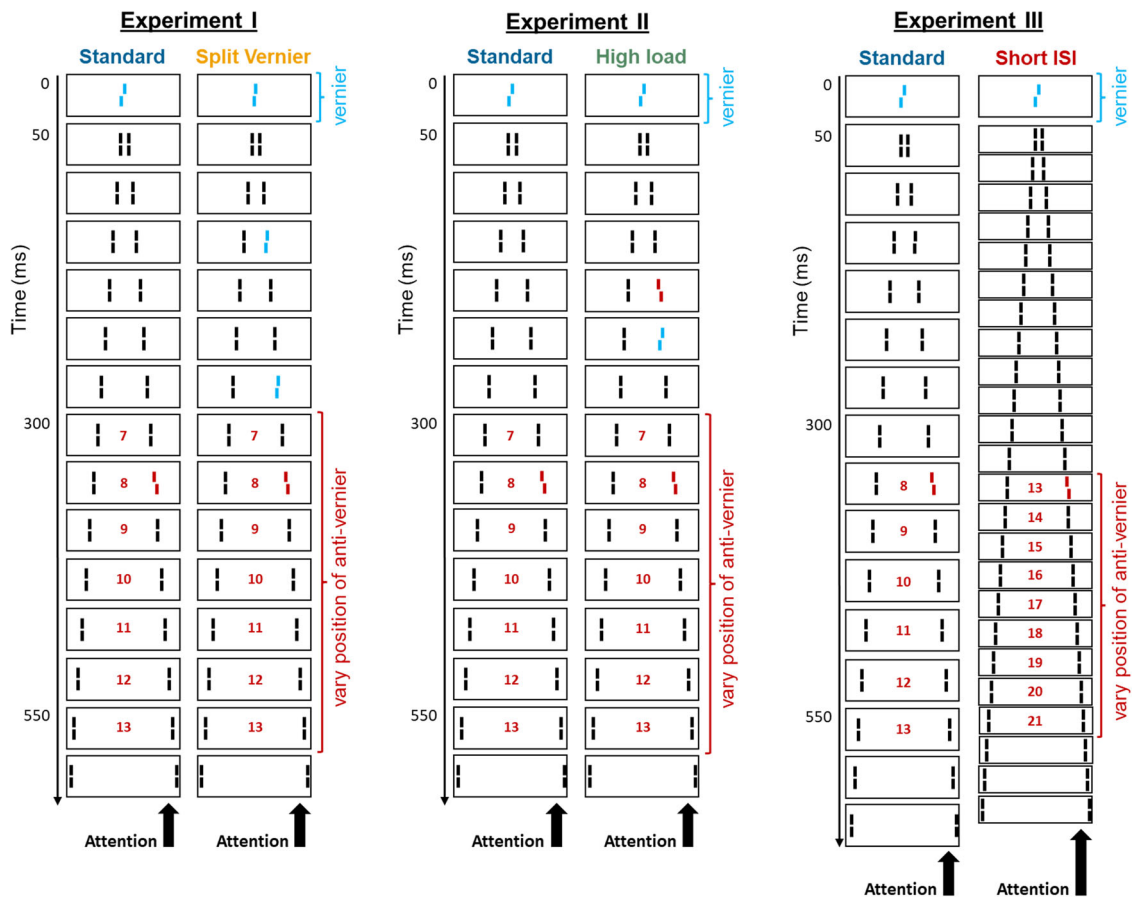 Experiment I
Standard
Split Vernier
0
50
300
550
Time (ms)
vernier
7
7
8
8
9
9
10
10
11
11
12
12
13
13
vary position of anti-vernier
Attention
Attention
Experiment II
Standard
High load
0
50
300
550
Time (ms)
vernier
7
7
8
8
9
9
10
10
11
11
12
12
13
13
vary position of anti-vernier
Attention
Attention
Experiment III
Standard
Short ISI
0
50
300
550
Time (ms)
vernier
8
9
10
11
12
13
13
14
15
16
17
18
19
20
21
vary position of anti-vernier
Attention
Attention